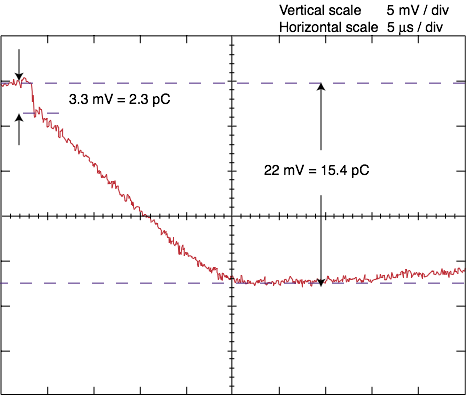 Vertical scale 5 mV / div
Horizontal scale 5 µs / div
3.3 mV = 2.3 pC
22 mV = 15.4 pC